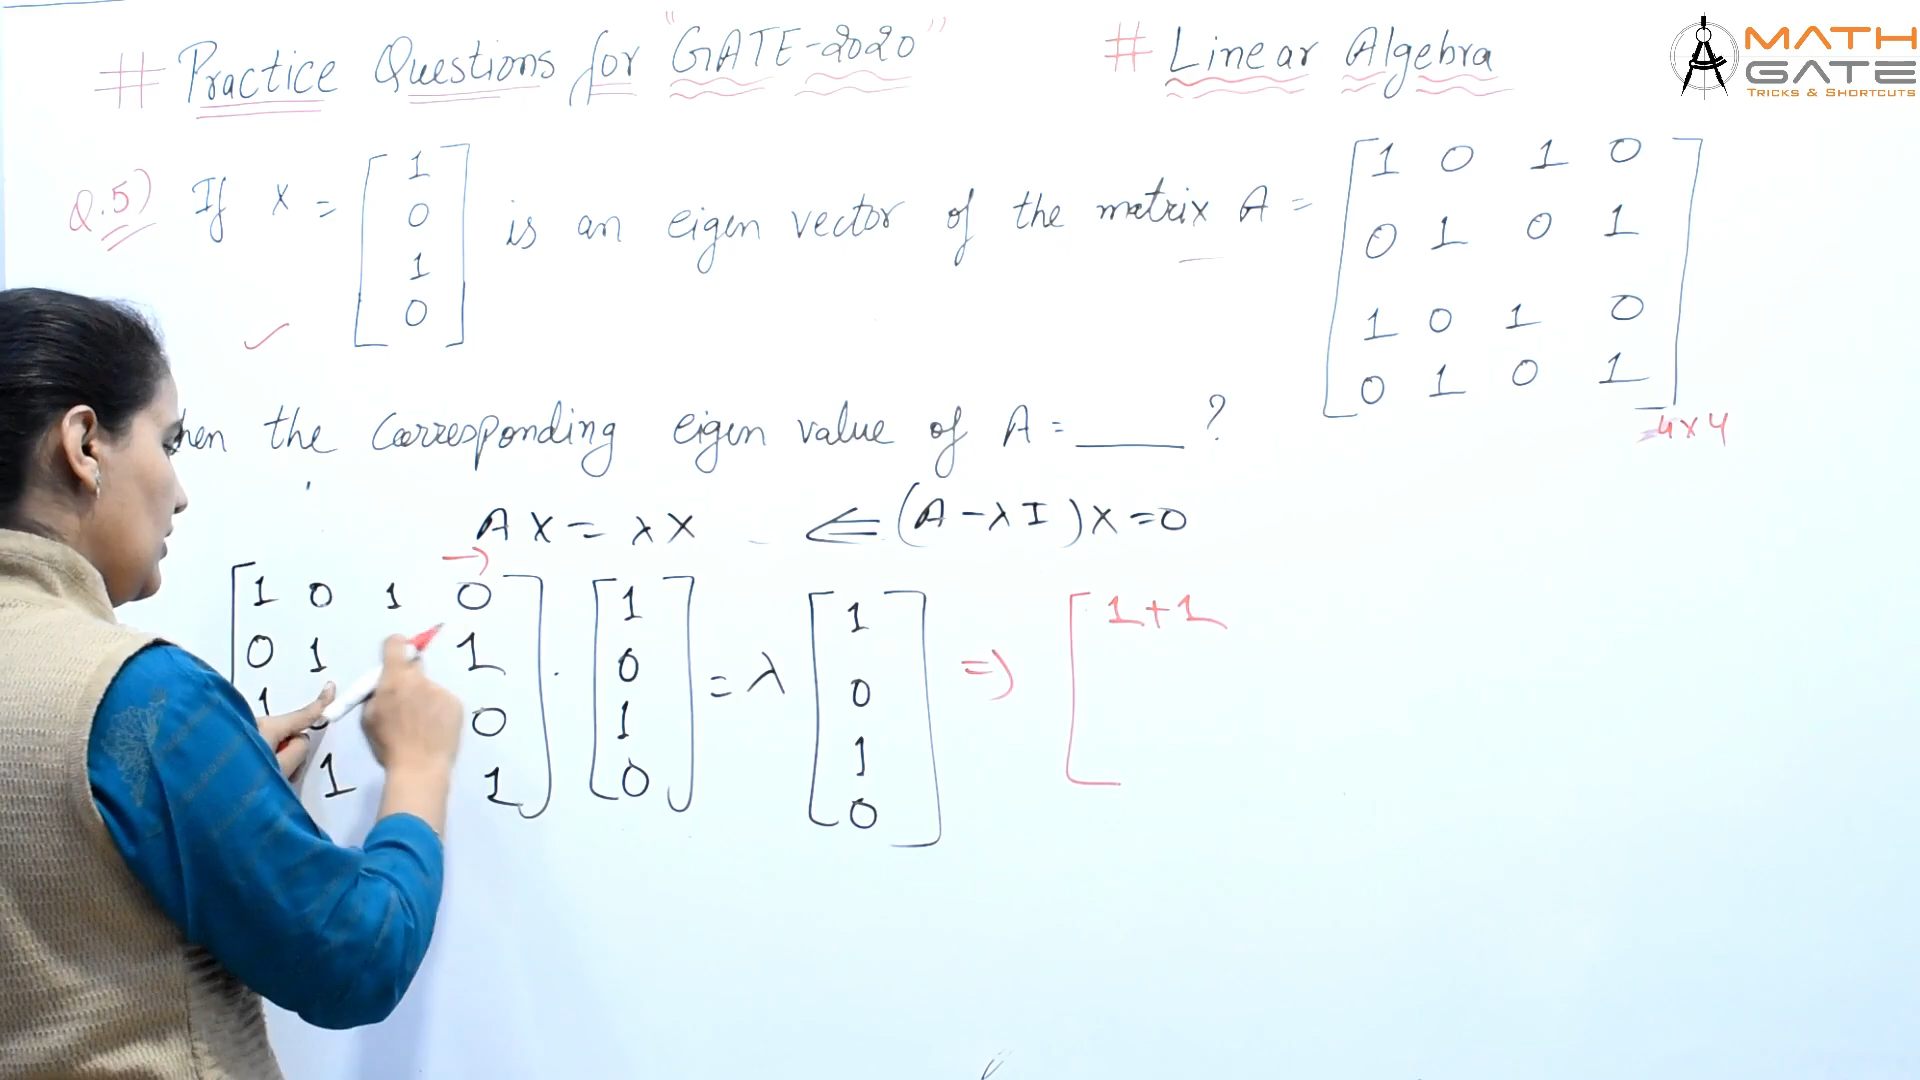 # Practice Questions for "GATE-2020" # Linear Algebra
MATH
GATE
TRICKS & SHORTCUTS
Q.5) If X = [1 0 1 0] is an eigen vector of the matrix A = [1 0 1 0
0 1 0 1
1 0 1 0
0 1 0 1] 4x4
hen the corresponding eigen value of A = ____ ?
AX = λX ⇐ (A - λI)X = 0
[1 0 1 0 [1 [1 [1+1
0 1 1 0 0
1 0 · 1 = λ 1 ⇒
1 1] 0] 0]